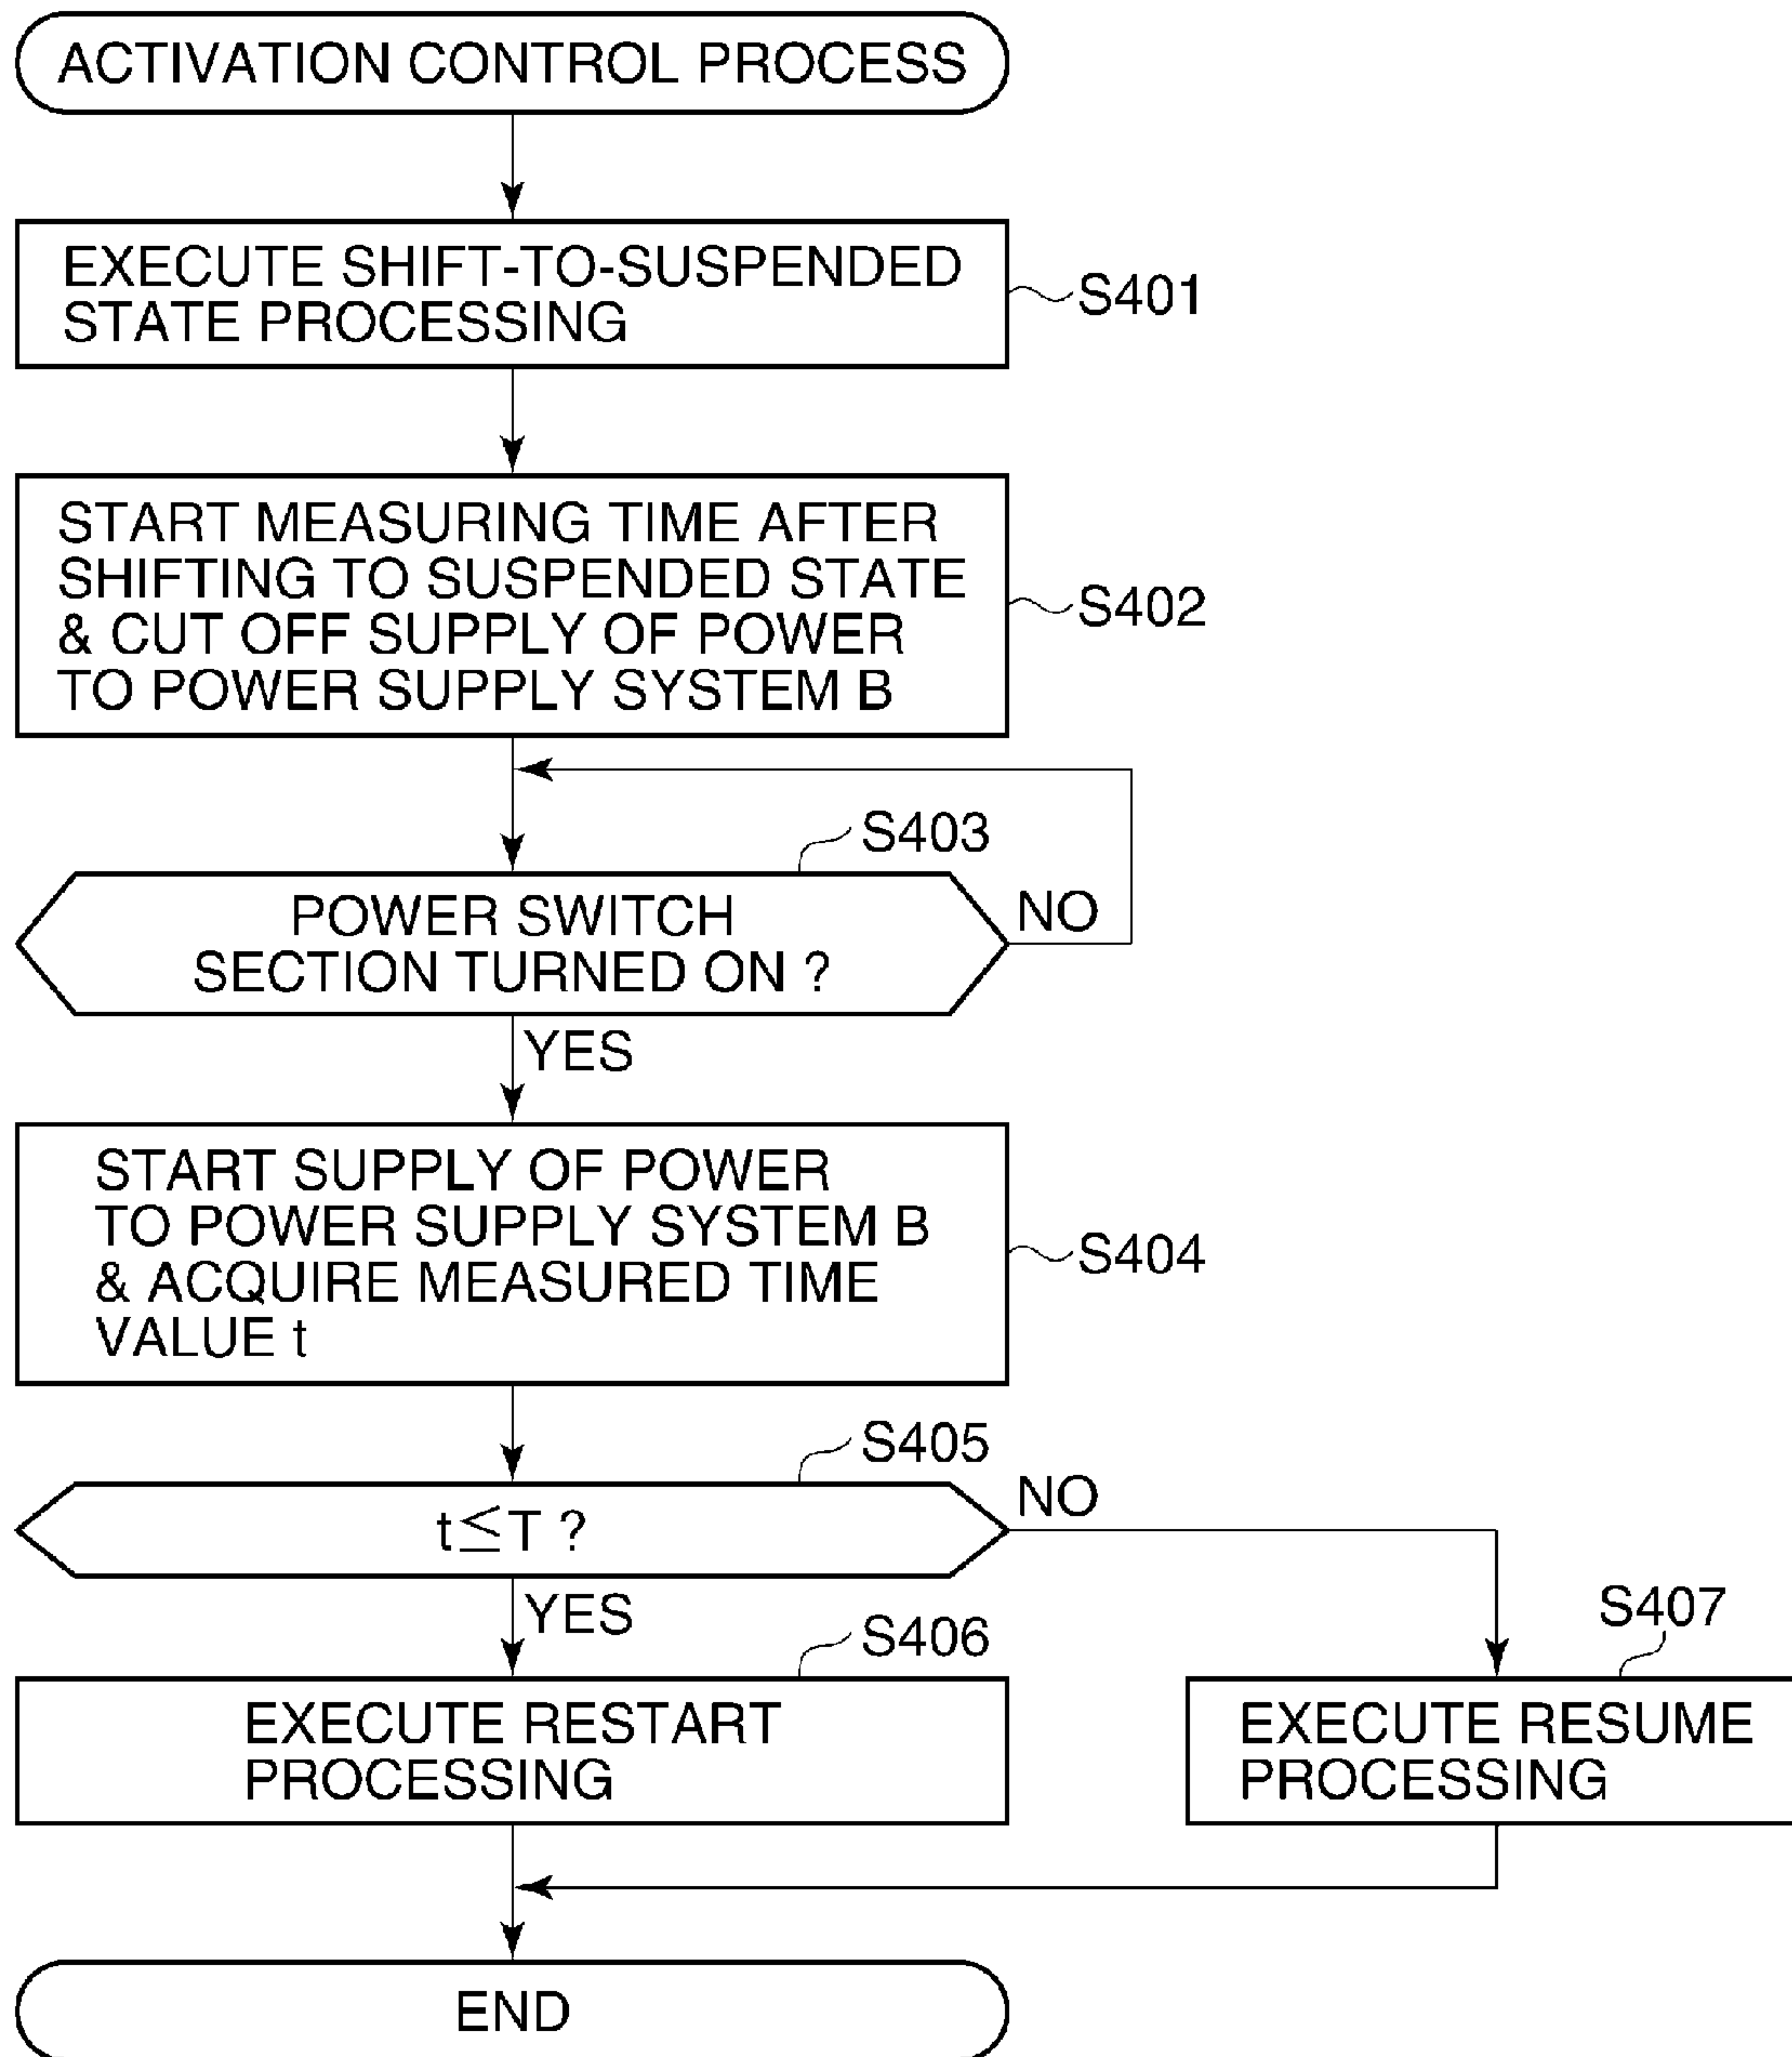 ACTIVATION CONTROL PROCESS
EXECUTE SHIFT-TO-SUSPENDED
STATE PROCESSING
S401
START MEASURING TIME AFTER
SHIFTING TO SUSPENDED STATE
& CUT OFF SUPPLY OF POWER
TO POWER SUPPLY SYSTEM B
S402
S403
POWER SWITCH
SECTION TURNED ON ?
NO
YES
START SUPPLY OF POWER
TO POWER SUPPLY SYSTEM B
& ACQUIRE MEASURED TIME
VALUE t
S404
S405
t≦T ?
NO
YES
S406
EXECUTE RESTART
PROCESSING
S407
EXECUTE RESUME
PROCESSING
END